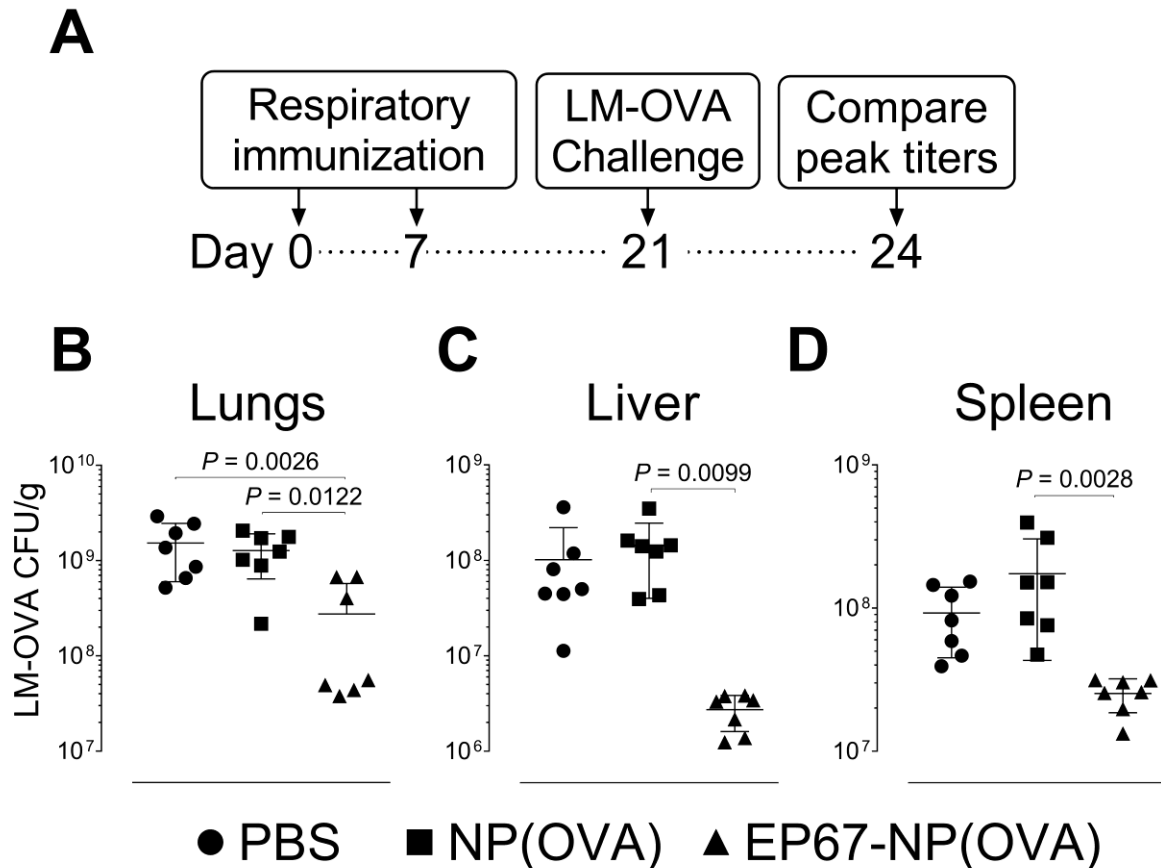 A
Respiratory
immunization
LM-OVA
Challenge
Compare
peak titers
Day 0 7 21 24
B
Lungs
LM-OVA CFU/g
10¹⁰
10⁹
10⁸
10⁷
P = 0.0026
P = 0.0122
C
Liver
10⁹
10⁸
10⁷
10⁶
P = 0.0099
D
Spleen
10⁹
10⁸
10⁷
P = 0.0028
PBS NP(OVA) EP67-NP(OVA)